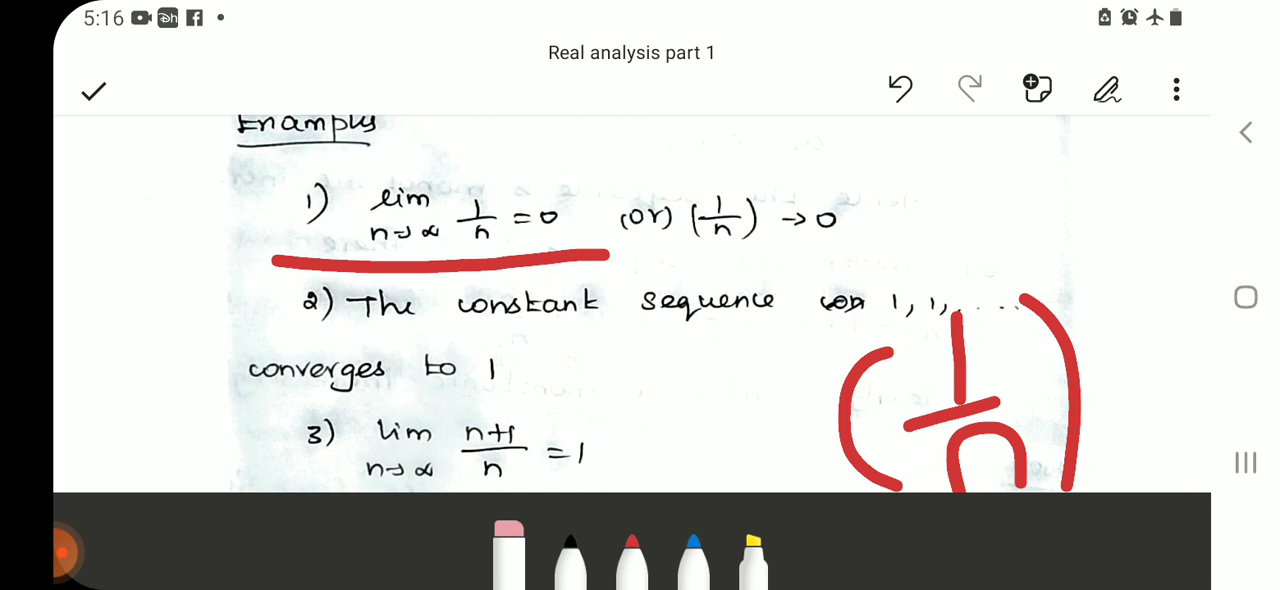 5:16
Real analysis part 1
Examples
1) lim n→∞ 1/n = 0 (or) (1/n) → 0
2) The constant sequence 1, 1, ....
converges to 1
3) lim n→∞ n+1/n = 1
(1/n)